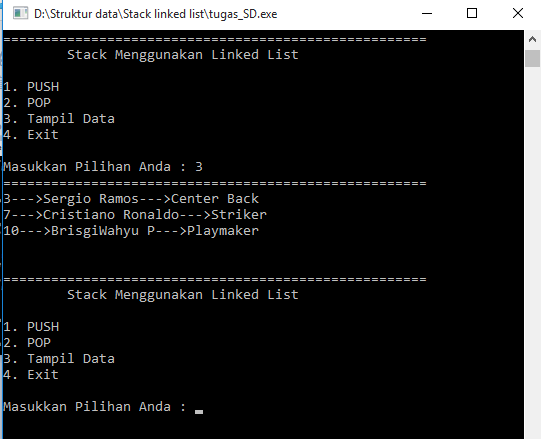 D:\Struktur data\Stack linked list\tugas_SD.exe
=====================================================
Stack Menggunakan Linked List
1. PUSH
2. POP
3. Tampil Data
4. Exit
Masukkan Pilihan Anda : 3
=====================================================
3--->Sergio Ramos--->Center Back
7--->Cristiano Ronaldo--->Striker
10--->BrisgiWahyu P--->Playmaker
=====================================================
Stack Menggunakan Linked List
1. PUSH
2. POP
3. Tampil Data
4. Exit
Masukkan Pilihan Anda : _